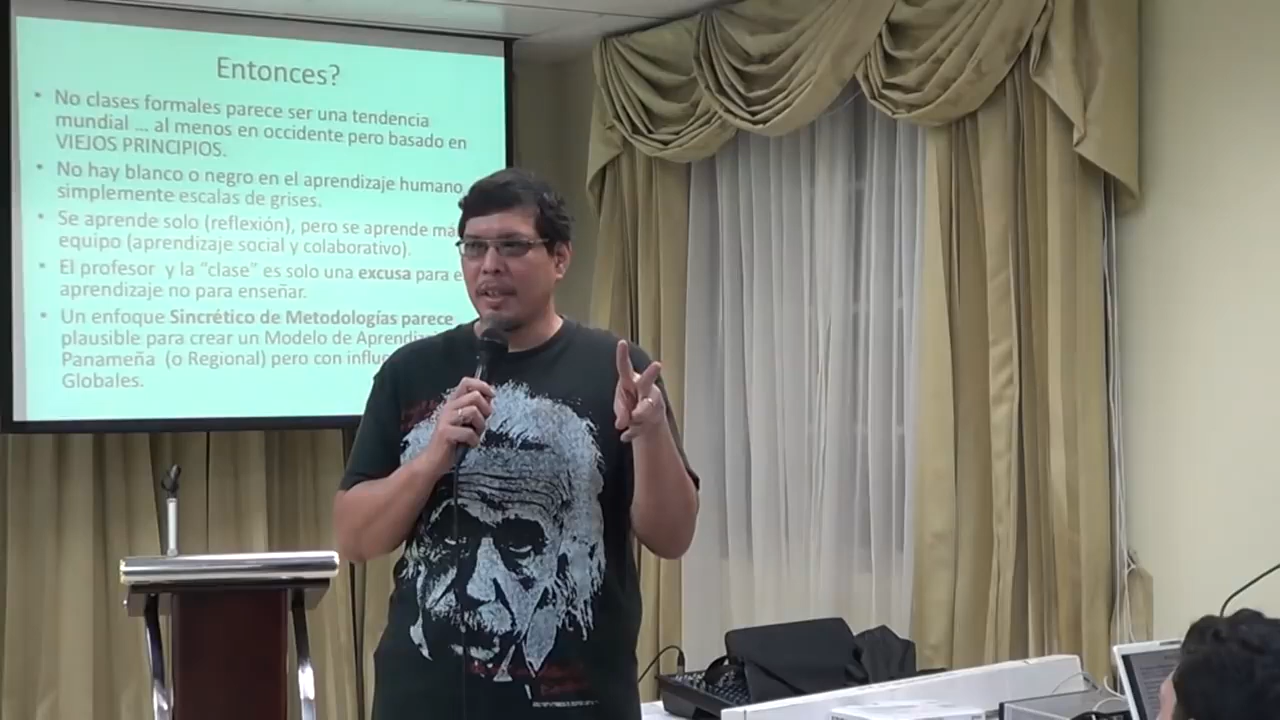 Entonces?
• No clases formales parece ser una tendencia
mundial ... al menos en occidente pero basado en
VIEJOS PRINCIPIOS.
• No hay blanco o negro en el aprendizaje humano
simplemente escalas de grises.
• Se aprende solo (reflexión), pero se aprende
equipo (aprendizaje social y colaborativo).
• El profesor y la “clase” es solo una excusa para
aprendizaje no para enseñar.
• Un enfoque Sincrético de Metodologías parece
plausible para crear un Modelo de
Panameña (o Regional) pero con
Globales.